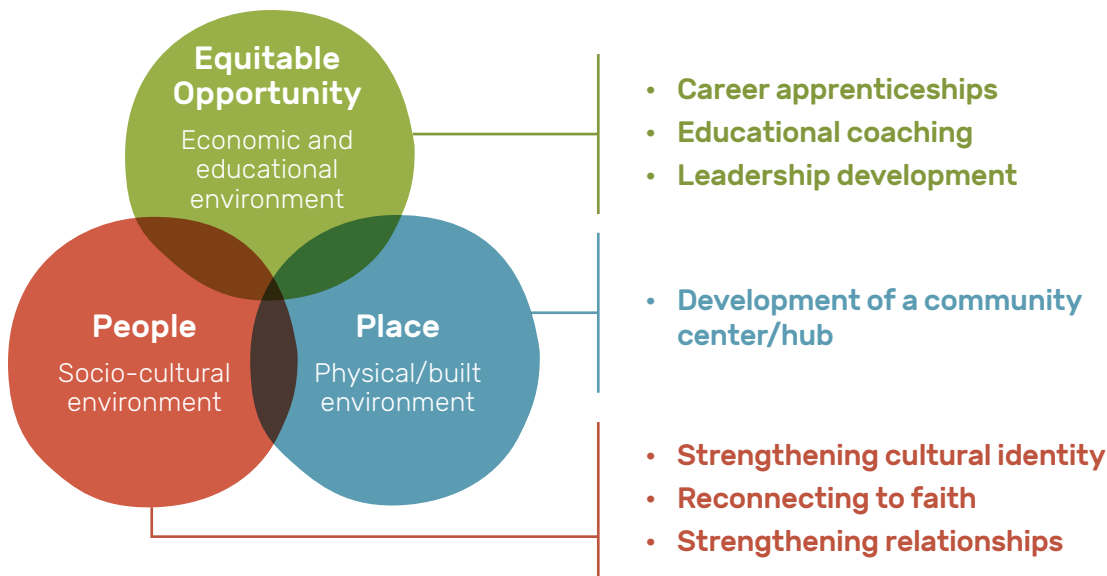 Equitable
Opportunity
Economic and
educational
environment
People
Socio-cultural
environment
Place
Physical/built
environment
• Career apprenticeships
• Educational coaching
• Leadership development
• Development of a community
center/hub
• Strengthening cultural identity
• Reconnecting to faith
• Strengthening relationships